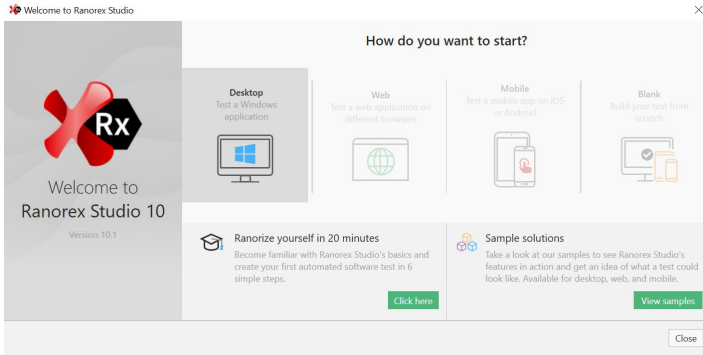 Welcome to Ranorex Studio
How do you want to start?
Rx
Welcome to
Ranorex Studio 10
Version 10.1
Desktop
Test a Windows
application
Web
Test a web application on
different browsers
Mobile
Test a mobile app on iOS
or Android
Blank
Build your test from
scratch
Ranorize yourself in 20 minutes
Become familiar with Ranorex Studio's basics and
create your first automated software test in 6
simple steps.
Click here
Sample solutions
Take a look at our samples to see Ranorex Studio's
features in action and get an idea of what a test could
look like. Available for desktop, web, and mobile.
View samples
Close